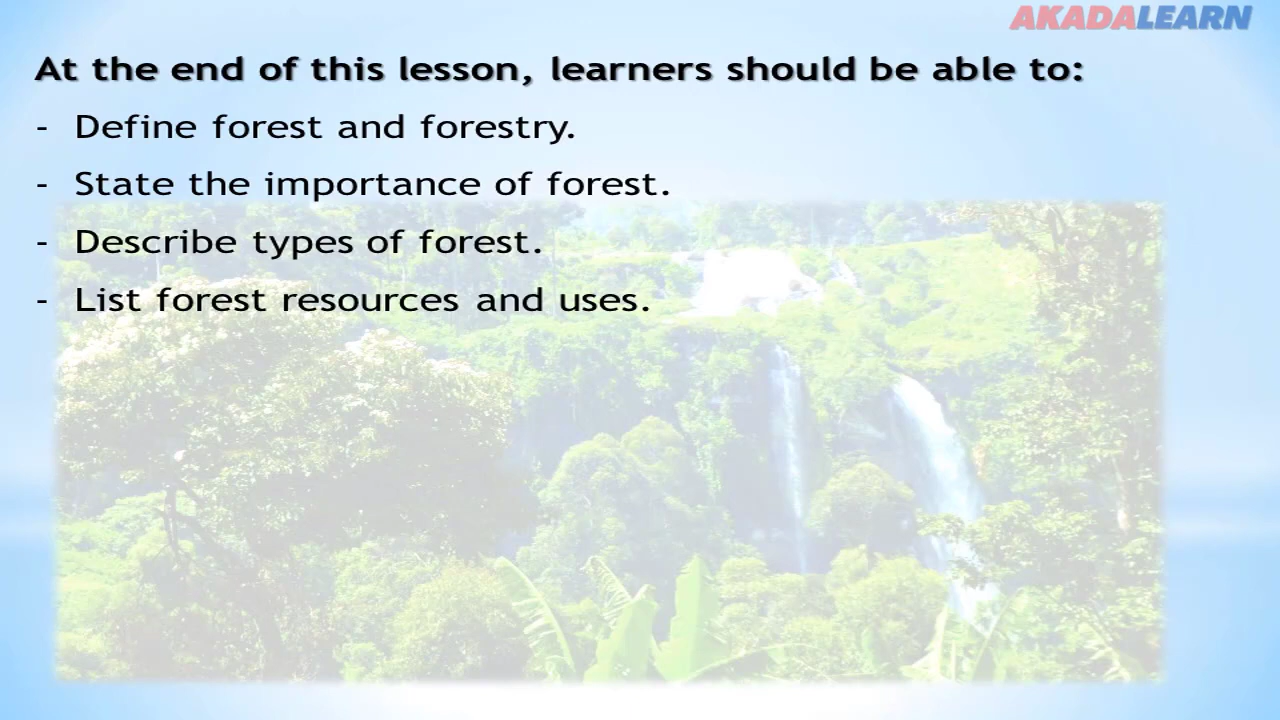 AKADALEARN
At the end of this lesson, learners should be able to:
- Define forest and forestry.
- State the importance of forest.
- Describe types of forest.
- List forest resources and uses.